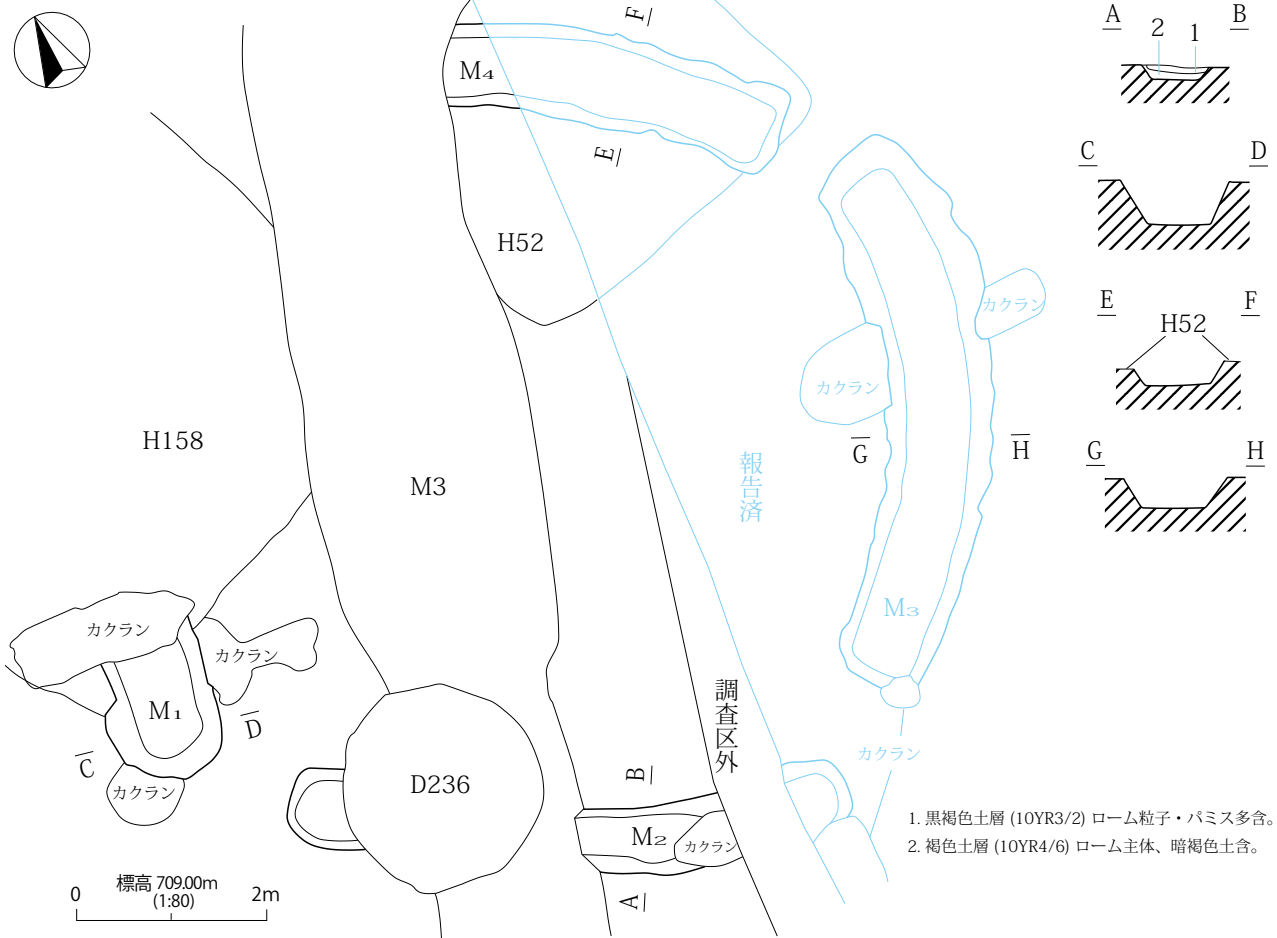 F
M4
E
H52
H158
M3
カクラン
カクラン
M1
D
C
カクラン
D236
B
M2
カクラン
A
調査区外
報告済
カクラン
カクラン
G
H
M3
カクラン
A B
2 1
C D
E F
H52
G H
1. 黒褐色土層 (10YR3/2) ローム粒子・パミス多含。
2. 褐色土層 (10YR4/6) ローム主体、暗褐色土含。
標高 709.00m
(1:80)
0 2m